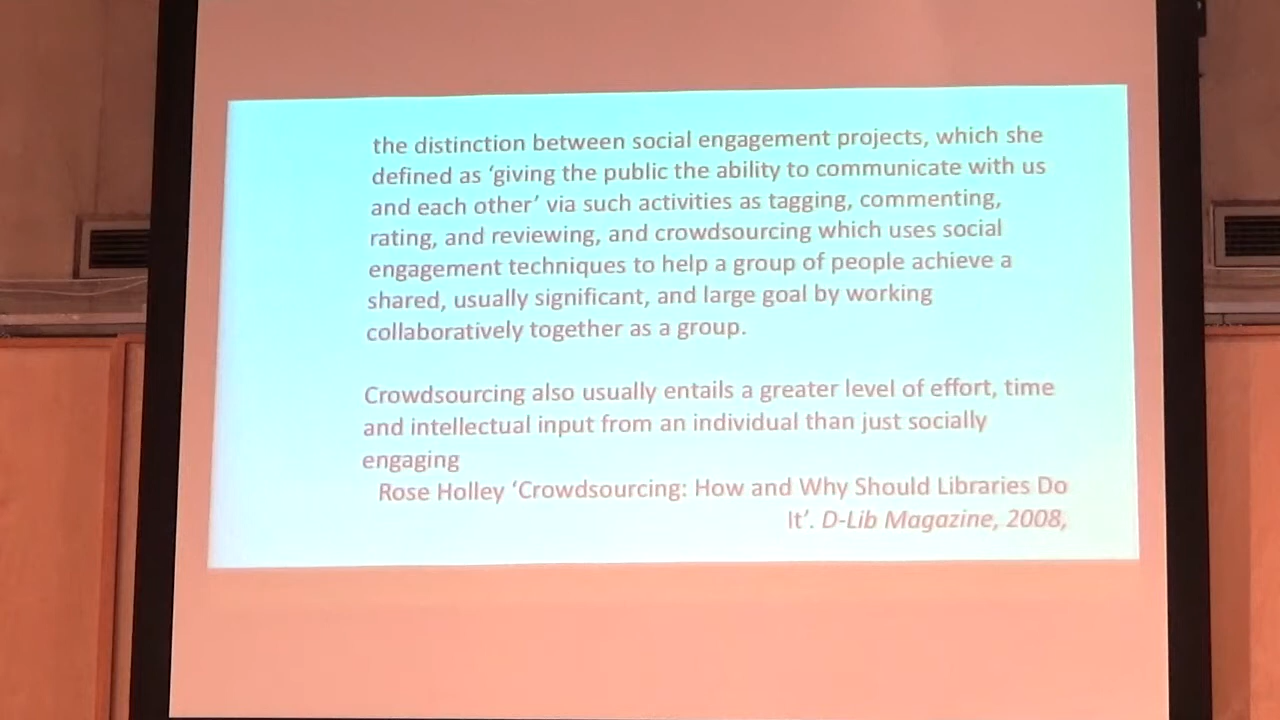 the distinction between social engagement projects, which she
defined as ‘giving the public the ability to communicate with us
and each other’ via such activities as tagging, commenting,
rating, and reviewing, and crowdsourcing which uses social
engagement techniques to help a group of people achieve a
shared, usually significant, and large goal by working
collaboratively together as a group.
Crowdsourcing also usually entails a greater level of effort, time
and intellectual input from an individual than just socially
engaging
Rose Holley ‘Crowdsourcing: How and Why Should Libraries Do
It’. D-Lib Magazine, 2008,